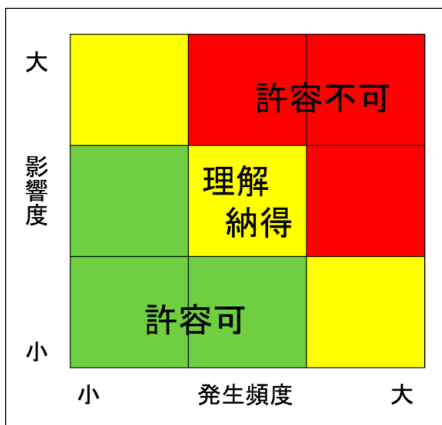 大
許容不可
影響度
理解
納得
許容可
小
小
発生頻度
大